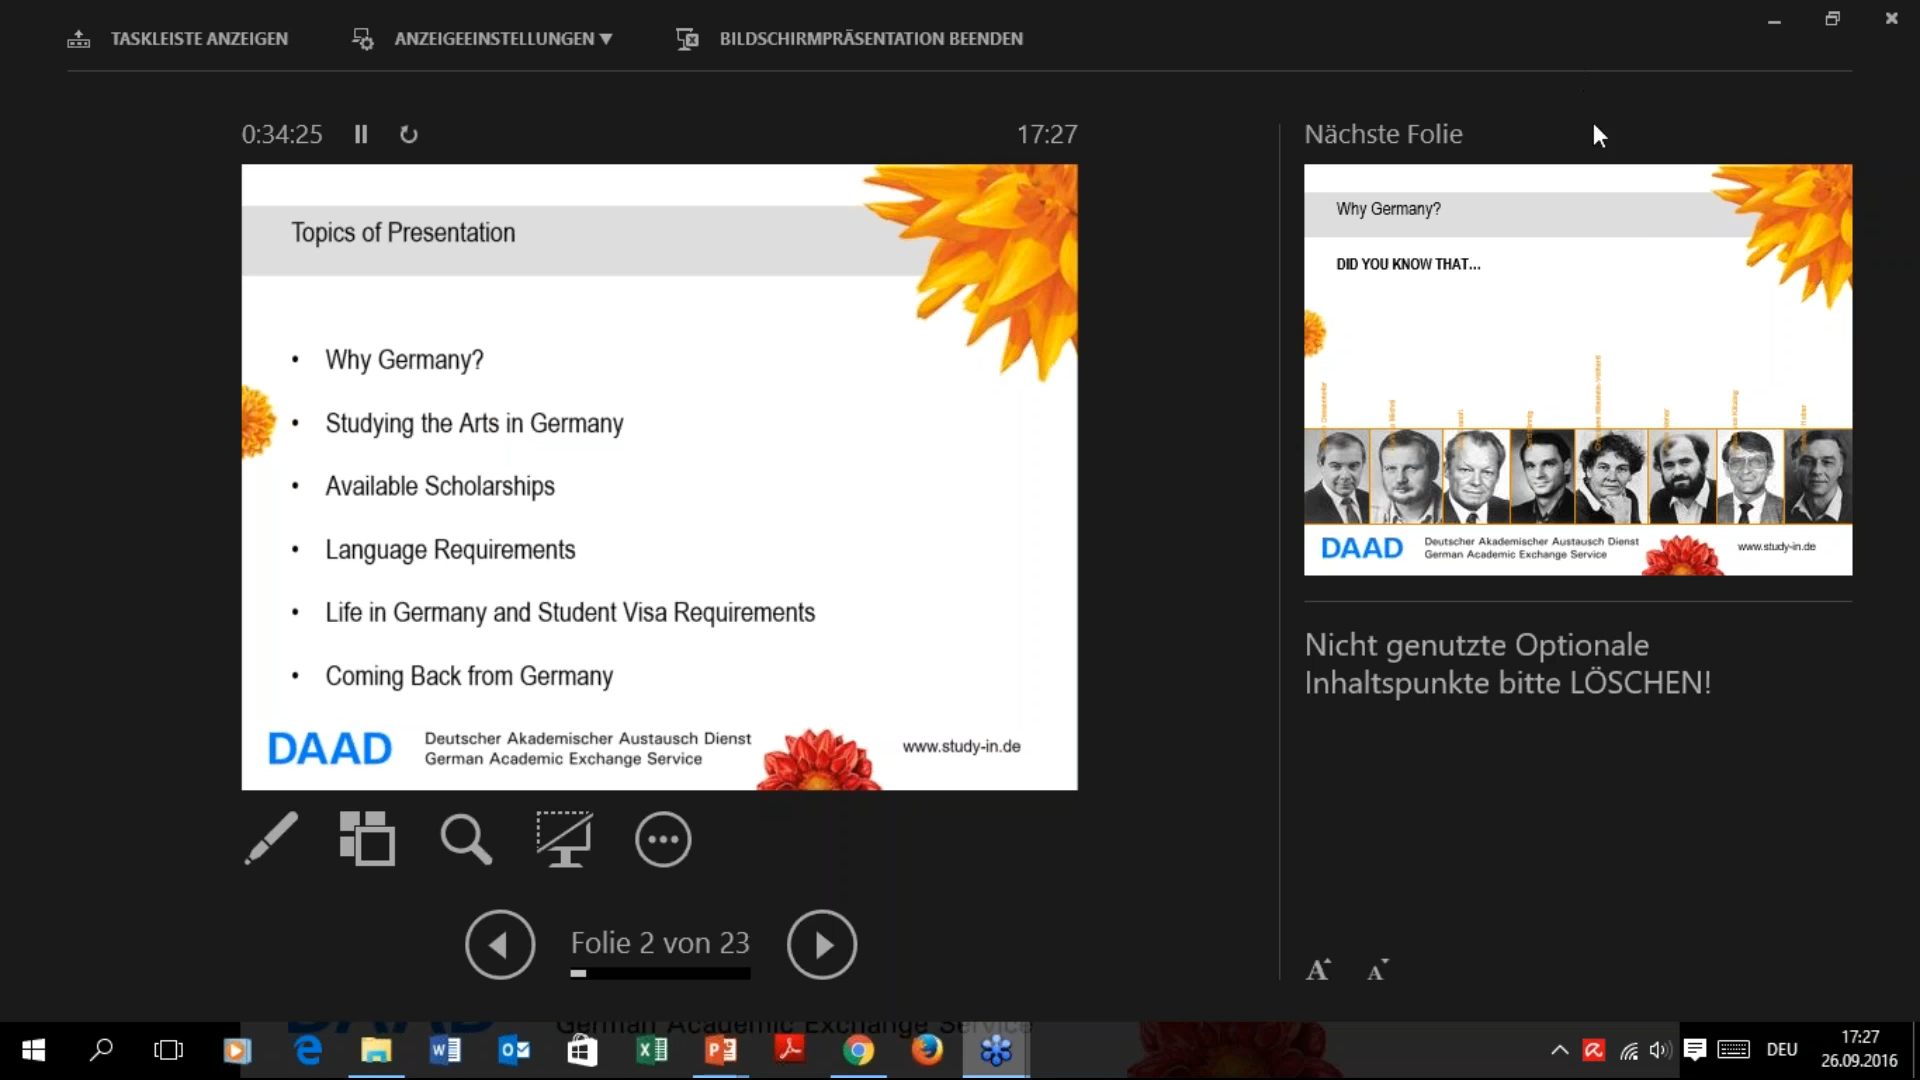 TASKLEISTE ANZEIGEN
ANZEIGEEINSTELLUNGEN
BILDSCHIRMPRÄSENTATION BEENDEN
0:34:25
17:27
Topics of Presentation
• Why Germany?
• Studying the Arts in Germany
• Available Scholarships
• Language Requirements
• Life in Germany and Student Visa Requirements
• Coming Back from Germany
DAAD
Deutscher Akademischer Austausch Dienst
German Academic Exchange Service
www.study-in.de
Folie 2 von 23
Nächste Folie
Why Germany?
DID YOU KNOW THAT...
DAAD
Deutscher Akademischer Austausch Dienst
German Academic Exchange Service
www.study-in.de
Nicht genutzte Optionale
Inhaltspunkte bitte LÖSCHEN!
German Academic Exchange Service
DEU
17:27
26.09.2016